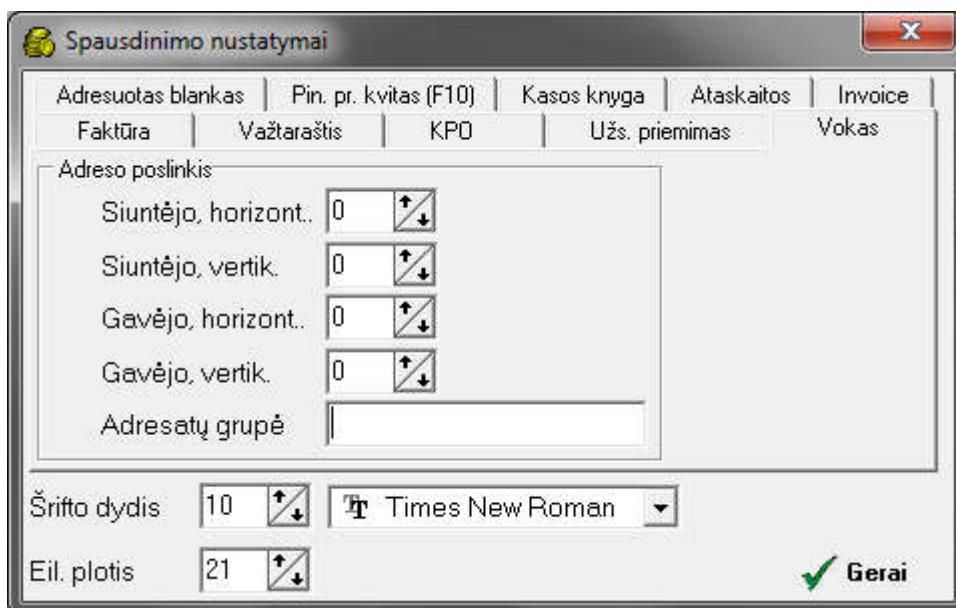 Spausdinimo nustatymai
Adresuotas blankas Pin. pr. kvitas (F10) Kasos knyga Ataskaitos Invoice
Faktūra Važtaraštis KPO Užs. priemimas Vokas
Adreso poslinkis
Siuntėjo, horizont.. 0
Siuntėjo, vertik. 0
Gavėjo, horizont.. 0
Gavėjo, vertik. 0
Adresatų grupė
Šrifto dydis 10 Times New Roman
Eil. plotis 21 Gerai